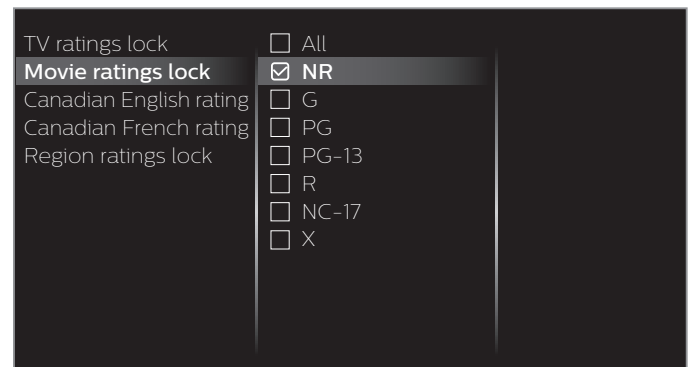 TV ratings lock
Movie ratings lock
Canadian English rating
Canadian French rating
Region ratings lock
All
NR
G
PG
PG-13
R
NC-17
X